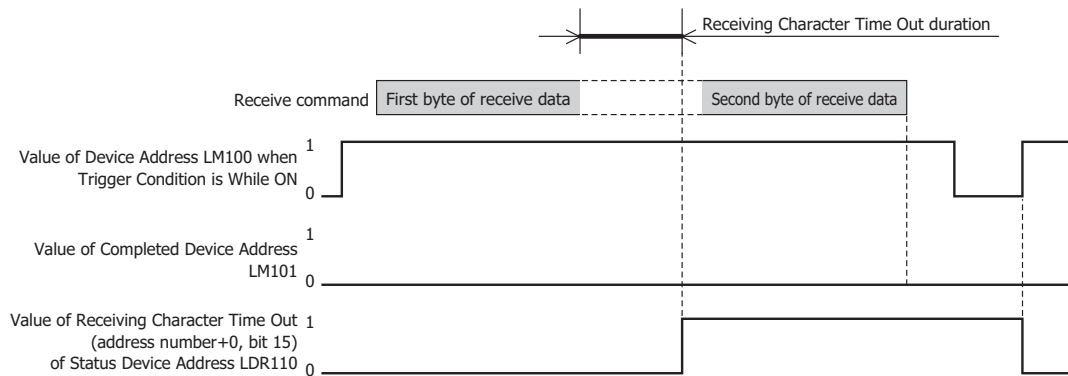 Receiving Character Time Out duration
Receive command
First byte of receive data
Second byte of receive data
Value of Device Address LM100 when
Trigger Condition is While ON
1
0
Value of Completed Device Address
LM101
1
0
Value of Receiving Character Time Out
(address number+0, bit 15)
of Status Device Address LDR110
1
0